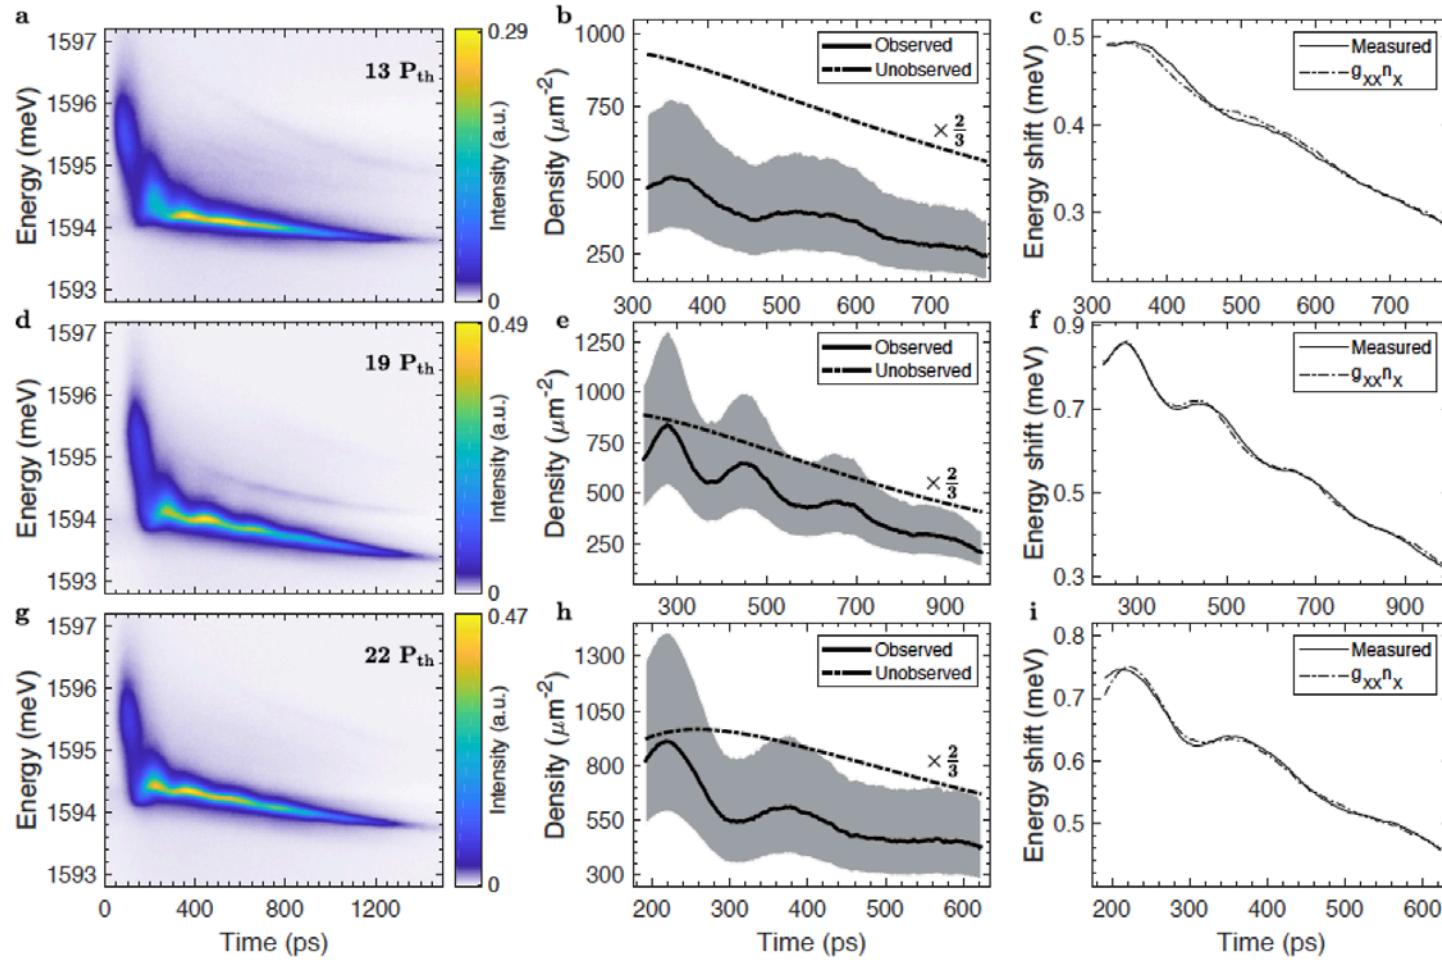 a
b
c
1597
1596
1595
1594
1593
Energy (meV)
13 P_th
0.29
0
Intensity (a.u.)
1000
750
500
250
Density (μm⁻²)
Observed
Unobserved
× 2/3
300 400 500 600 700
0.5
0.4
0.3
Energy shift (meV)
Measured
g_XX n_X
400 500 600 700
d
e
f
1597
1596
1595
1594
1593
Energy (meV)
19 P_th
0.49
0
Intensity (a.u.)
1250
1000
750
500
250
Density (μm⁻²)
Observed
Unobserved
× 2/3
300 500 700 900
0.9
0.7
0.5
0.3
Energy shift (meV)
Measured
g_XX n_X
300 500 700 900
g
h
i
1597
1596
1595
1594
1593
Energy (meV)
22 P_th
0.47
0
Intensity (a.u.)
0 400 800 1200
Time (ps)
1300
1050
800
550
300
Density (μm⁻²)
Observed
Unobserved
× 2/3
200 300 400 500 600
Time (ps)
0.8
0.7
0.6
0.5
Energy shift (meV)
Measured
g_XX n_X
200 300 400 500 600
Time (ps)